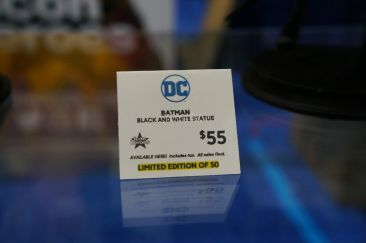 DC
BATMAN
BLACK AND WHITE STATUE
$55
AVAILABLE HERE! Includes tax. All sales final.
LIMITED EDITION OF 50